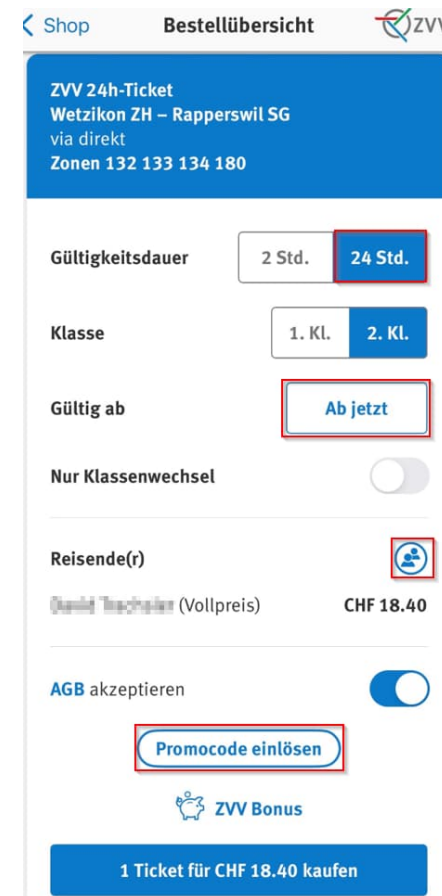 Shop
Bestellübersicht
ZVV 24h-Ticket
Wetzikon ZH – Rapperswil SG
via direkt
Zonen 132 133 134 180
Gültigkeitsdauer
2 Std.
24 Std.
Klasse
1. Kl.
2. Kl.
Gültig ab
Ab jetzt
Nur Klassenwechsel
Reisende(r)
(Vollpreis)
CHF 18.40
AGB akzeptieren
Promocode einlösen
ZVV Bonus
1 Ticket für CHF 18.40 kaufen